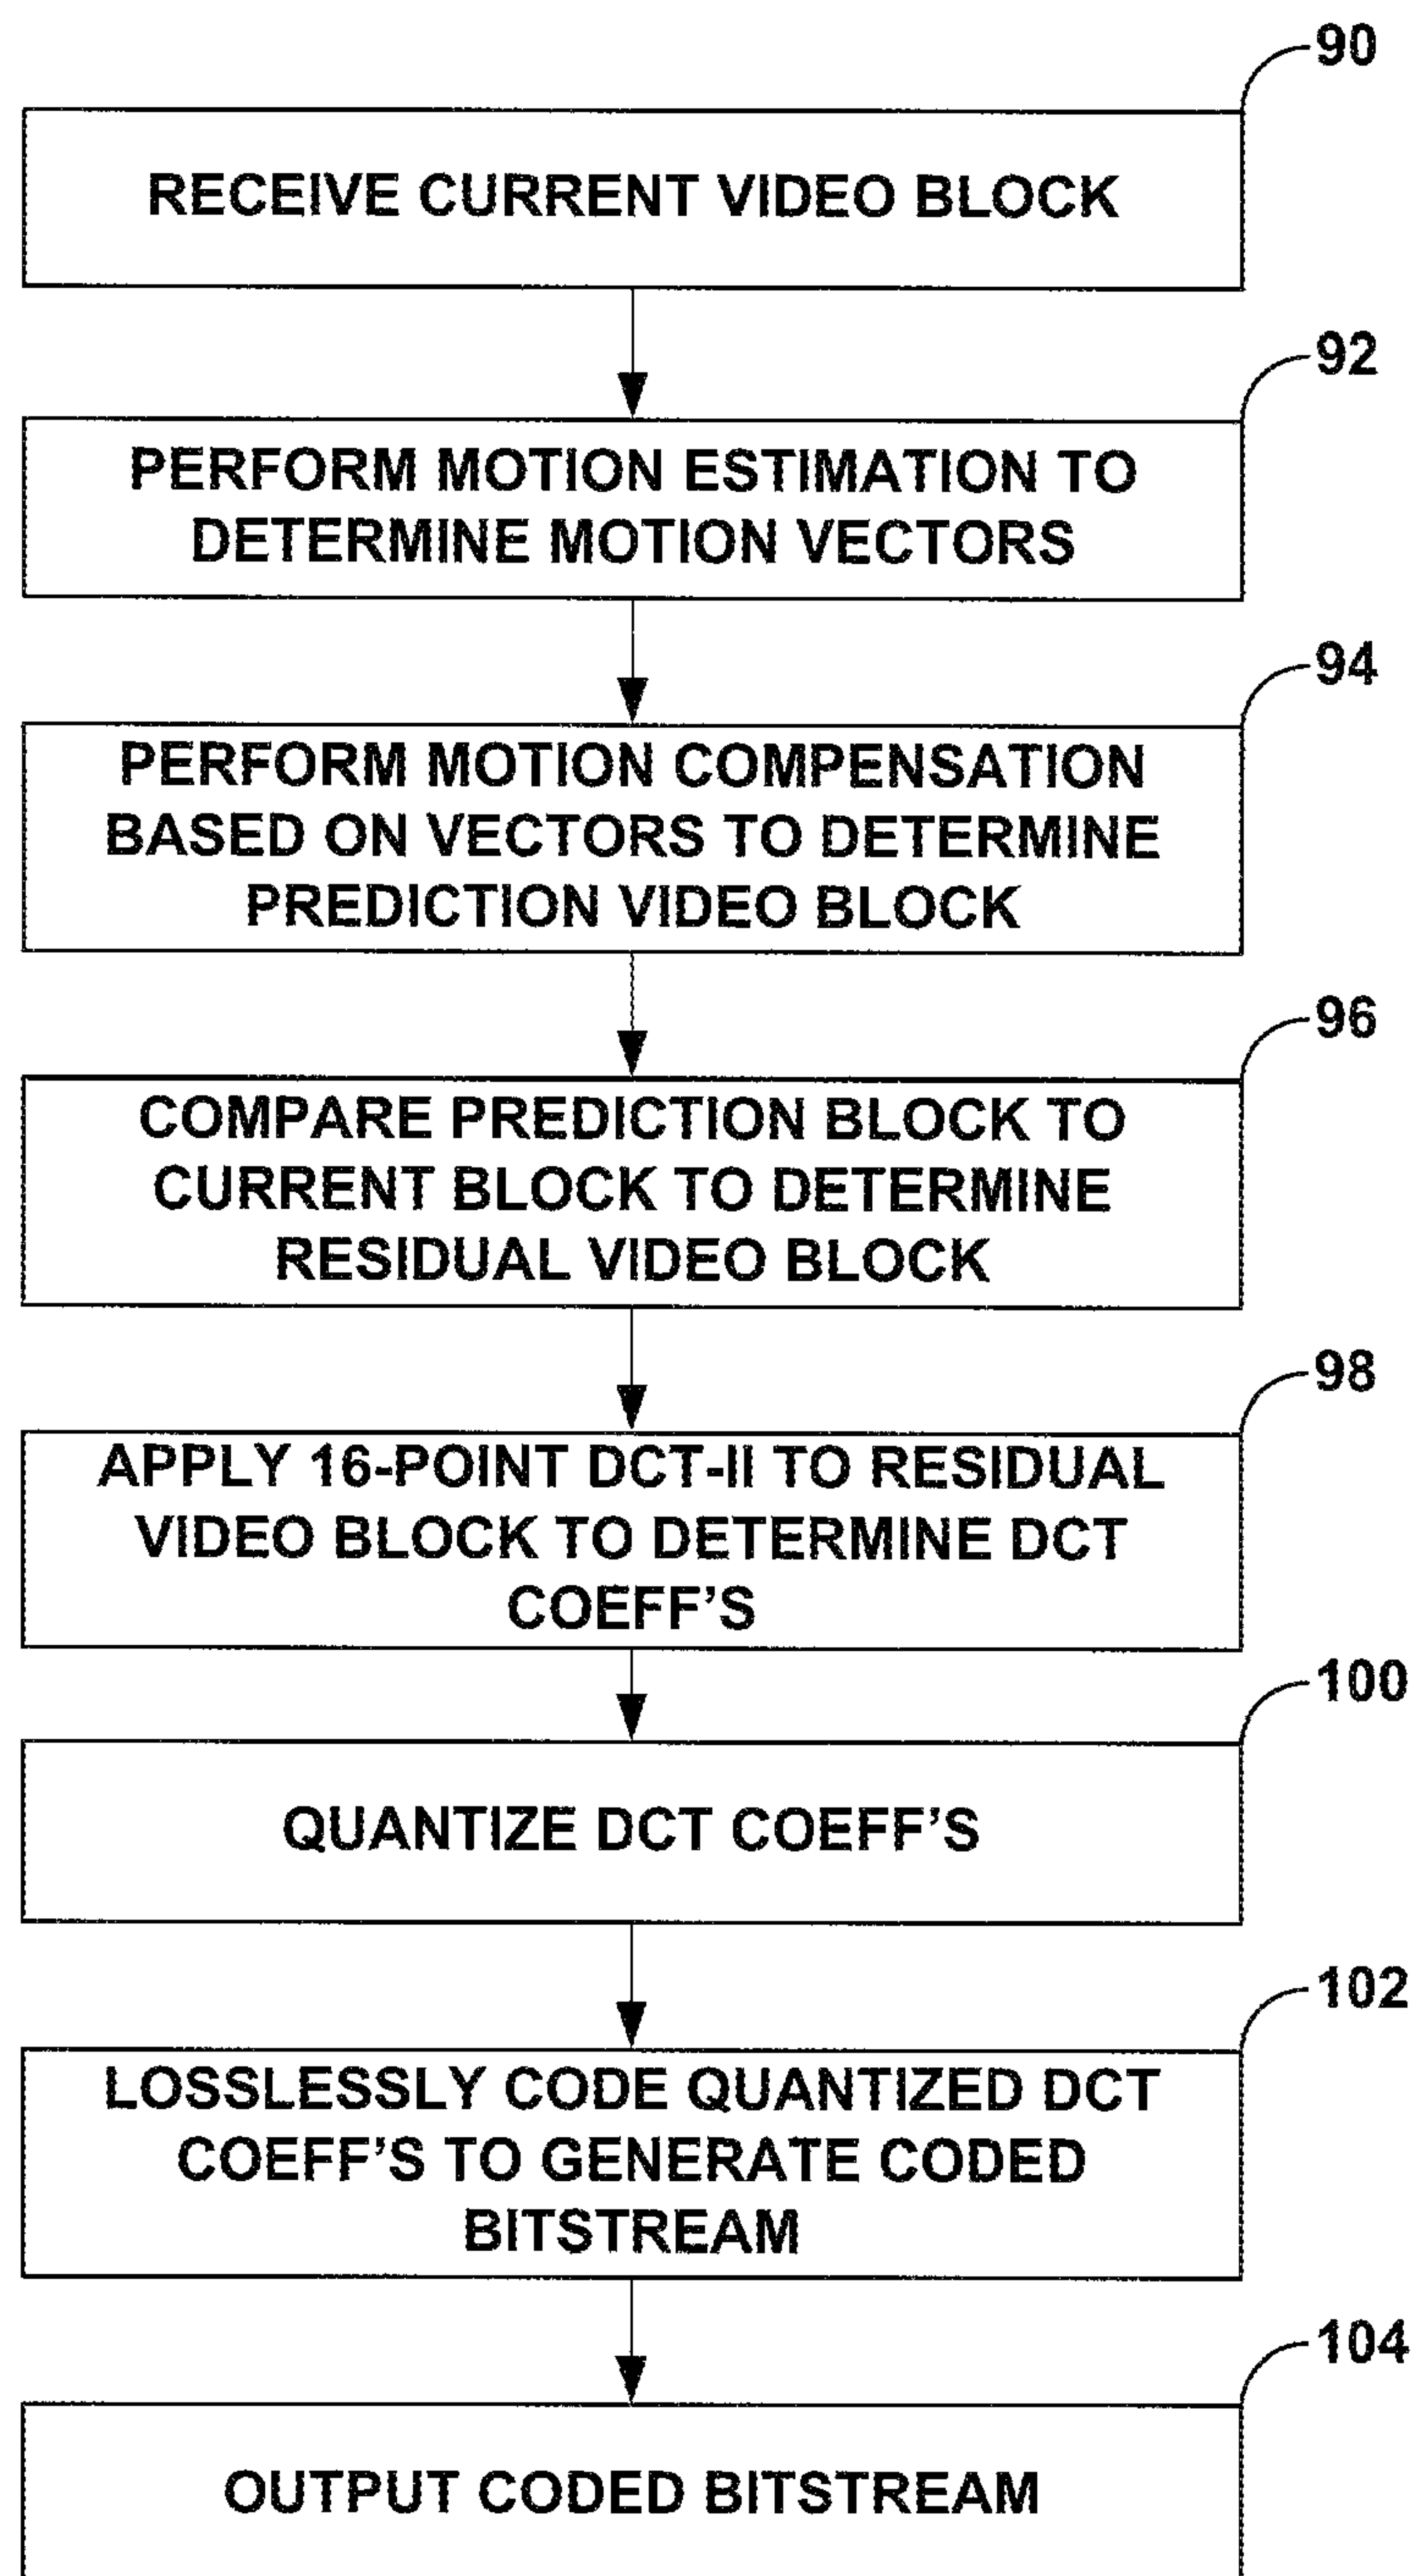 90
RECEIVE CURRENT VIDEO BLOCK
92
PERFORM MOTION ESTIMATION TO
DETERMINE MOTION VECTORS
94
PERFORM MOTION COMPENSATION
BASED ON VECTORS TO DETERMINE
PREDICTION VIDEO BLOCK
96
COMPARE PREDICTION BLOCK TO
CURRENT BLOCK TO DETERMINE
RESIDUAL VIDEO BLOCK
98
APPLY 16-POINT DCT-II TO RESIDUAL
VIDEO BLOCK TO DETERMINE DCT
COEFF’S
100
QUANTIZE DCT COEFF’S
102
LOSSLESSLY CODE QUANTIZED DCT
COEFF’S TO GENERATE CODED
BITSTREAM
104
OUTPUT CODED BITSTREAM